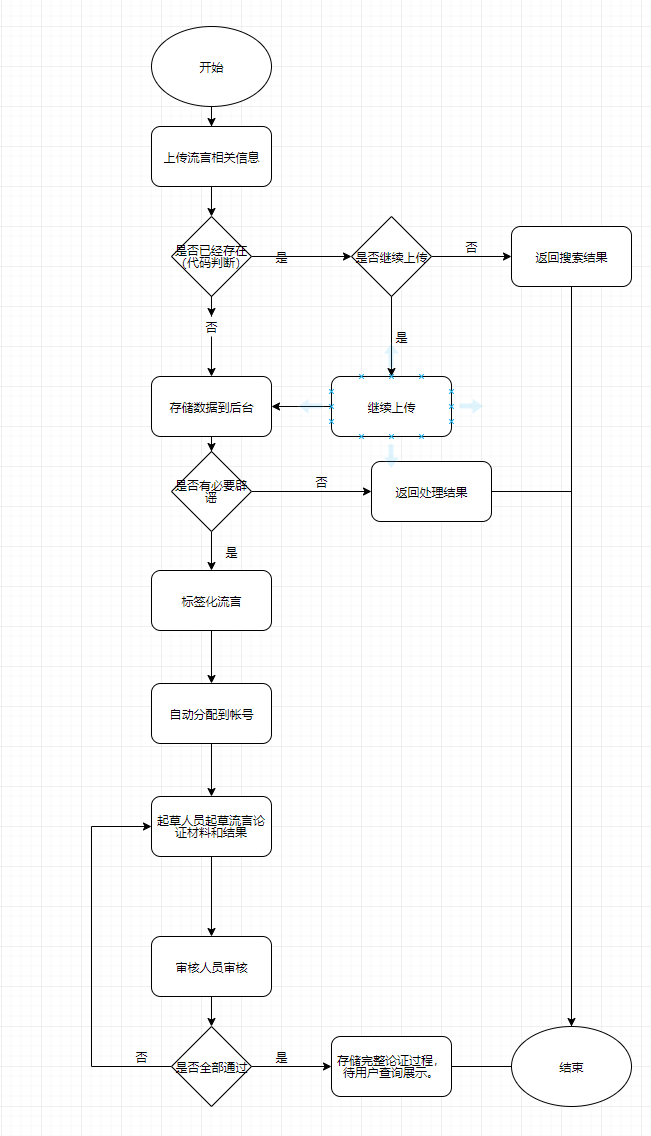 开始
上传流言相关信息
是否已经存在
(代码判断)
是
是否继续上传
否
返回搜索结果
否
是
存储数据到后台
继续上传
是否有必要辟
谣
否
返回处理结果
是
标签化流言
自动分配到帐号
起草人员起草流言论
证材料和结果
审核人员审核
否
是否全部通过
是
存储完整论证过程，
待用户查询展示。
结束